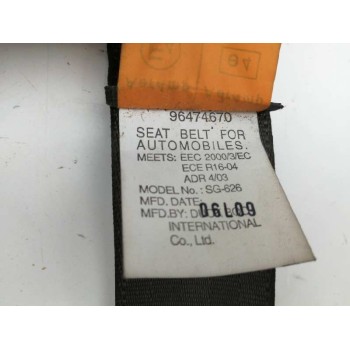 94
96474670
SEAT BELT FOR
AUTOMOBILES.
MEETS: EEC 2000/3/EC
ECE R16-04
ADR 4/03
MODEL No.: SG-626
MFD. DATE:
MFD.BY:
INTERNATIONAL
Co., Ltd.